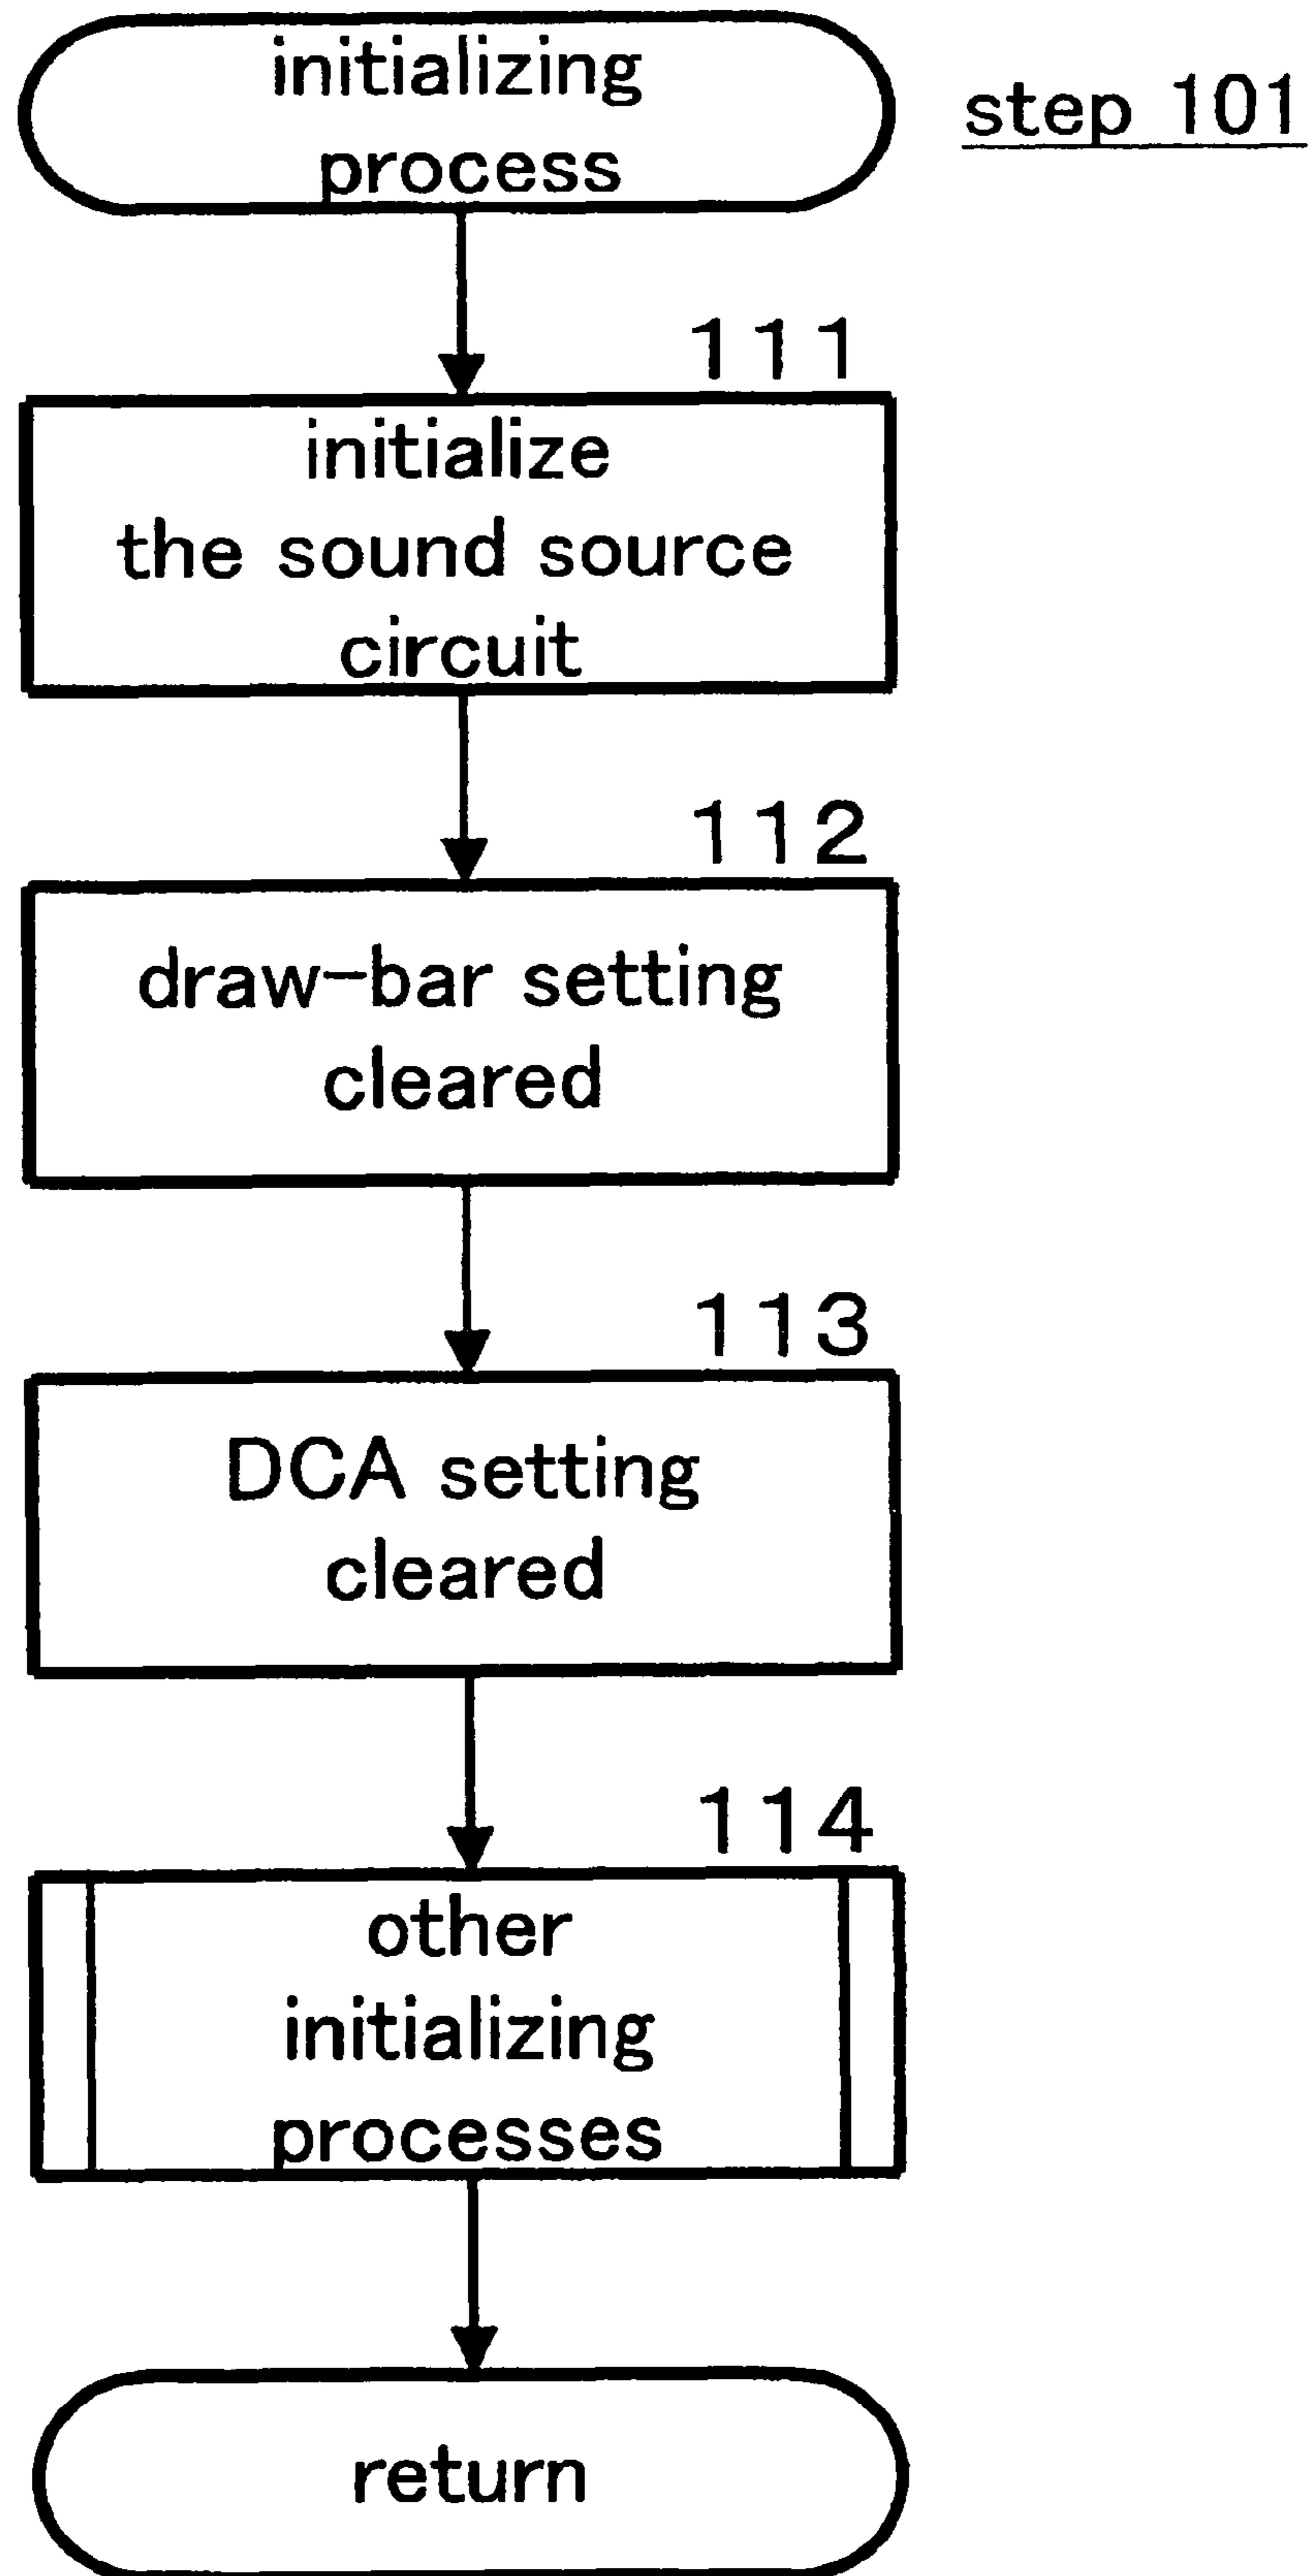 initializing
process
step 101
111
initialize
the sound source
circuit
112
draw-bar setting
cleared
113
DCA setting
cleared
114
other
initializing
processes
return